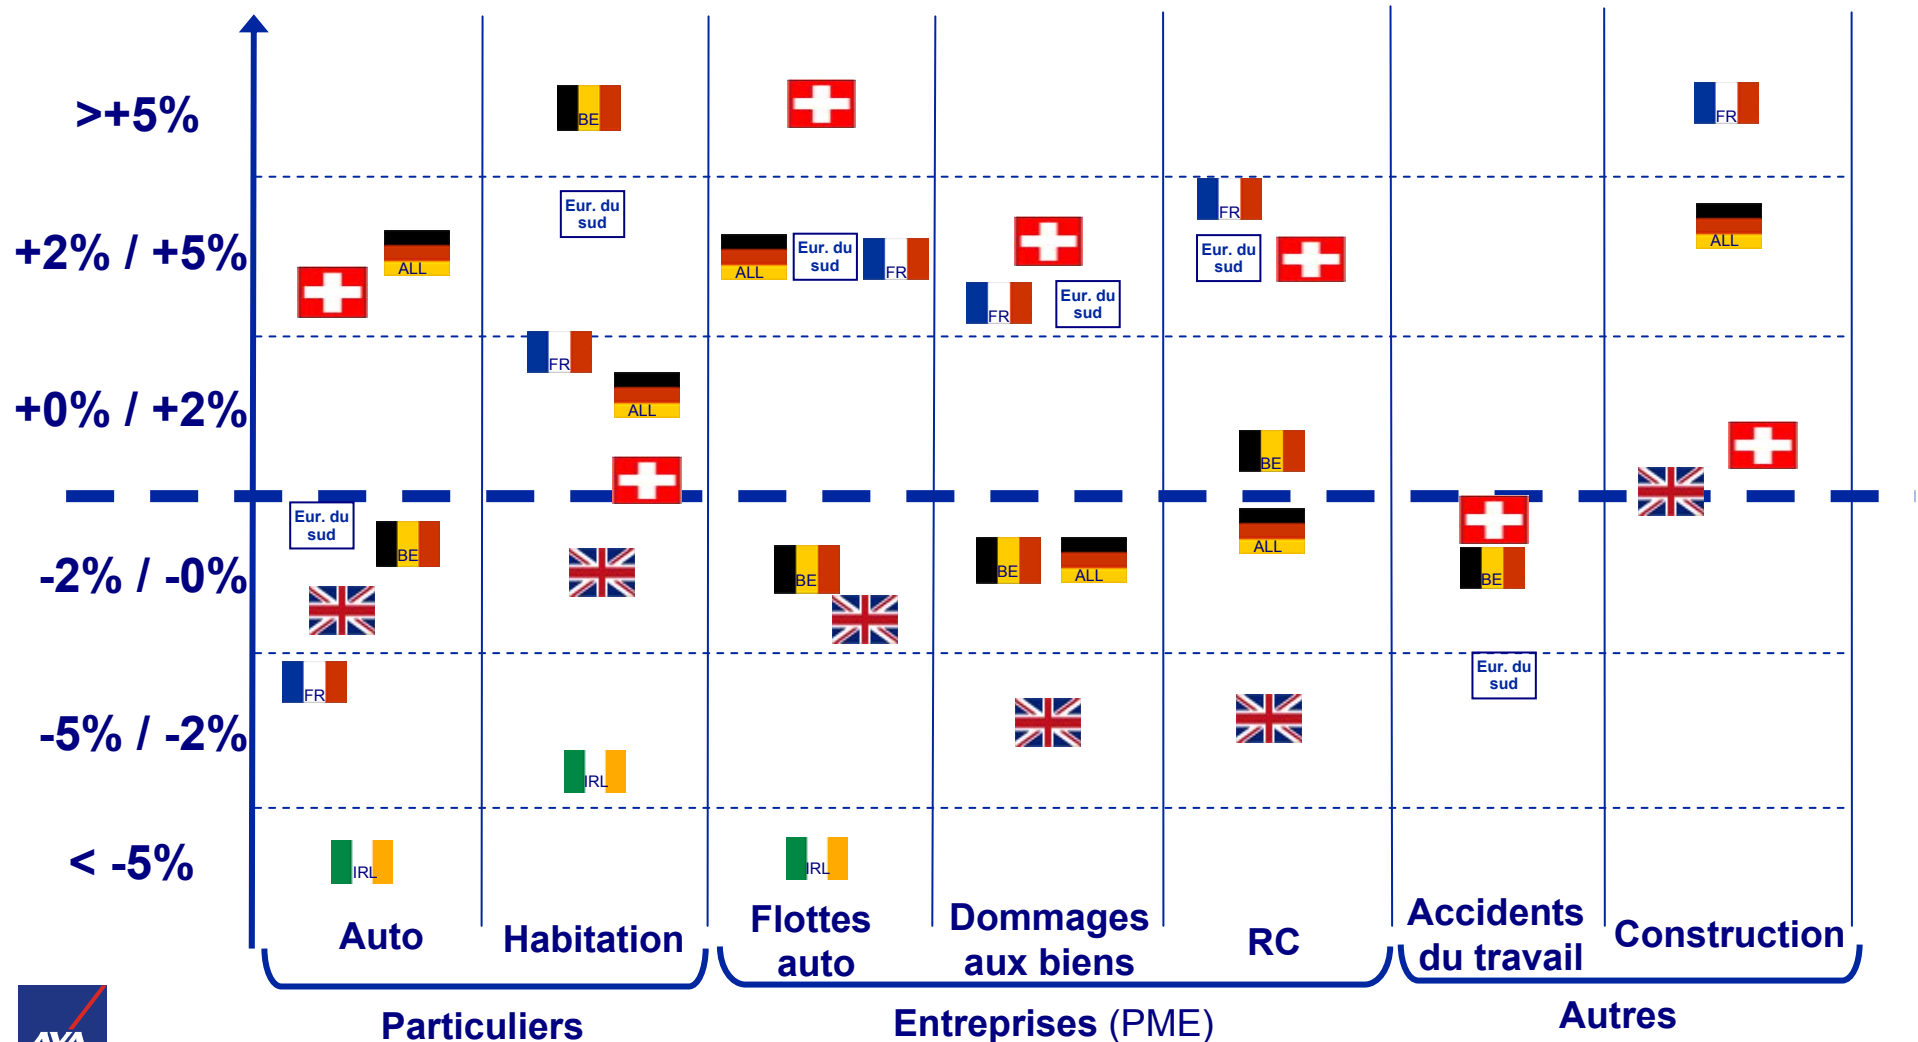 >+5%
BE
FR
+2% / +5%
ALL
Eur. du
sud
ALL
Eur. du
sud
FR
FR
Eur. du
sud
FR
Eur. du
sud
ALL
+0% / +2%
FR
ALL
BE
-2% / -0%
Eur. du
sud
BE
BE
BE
ALL
ALL
BE
-5% / -2%
FR
IRL
Eur. du
sud
< -5%
IRL
IRL
Auto
Habitation
Flottes
auto
Dommages
aux biens
RC
Accidents
du travail
Construction
Particuliers
Entreprises (PME)
Autres
AXA